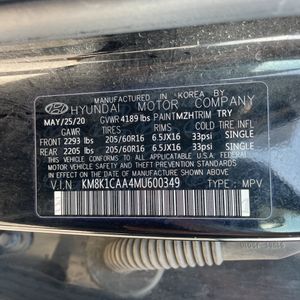 MANUFACTURED IN KOREA BY
HYUNDAI MOTOR COMPANY
MAY/25/20 GVWR 4189 lbs PAINT MZH TRIM TRY
GAWR TIRES RIMS COLD TIRE
FRONT 2293 lbs 205/60R16 6.5JX16 33psi SINGLE
REAR 2205 lbs 205/60R16 6.5JX16 33psi SINGLE
THIS VEHICLE CONFORMS TO ALL APPLICABLE U.S. FEDERAL
MOTOR VEHICLE SAFETY AND THEFT PREVENTION STANDARDS
IN EFFECT ON THE DATE OF MANUFACTURE SHOWN ABOVE.
V.I.N: KM8K1CAA4MU600349 TYPE : MPV